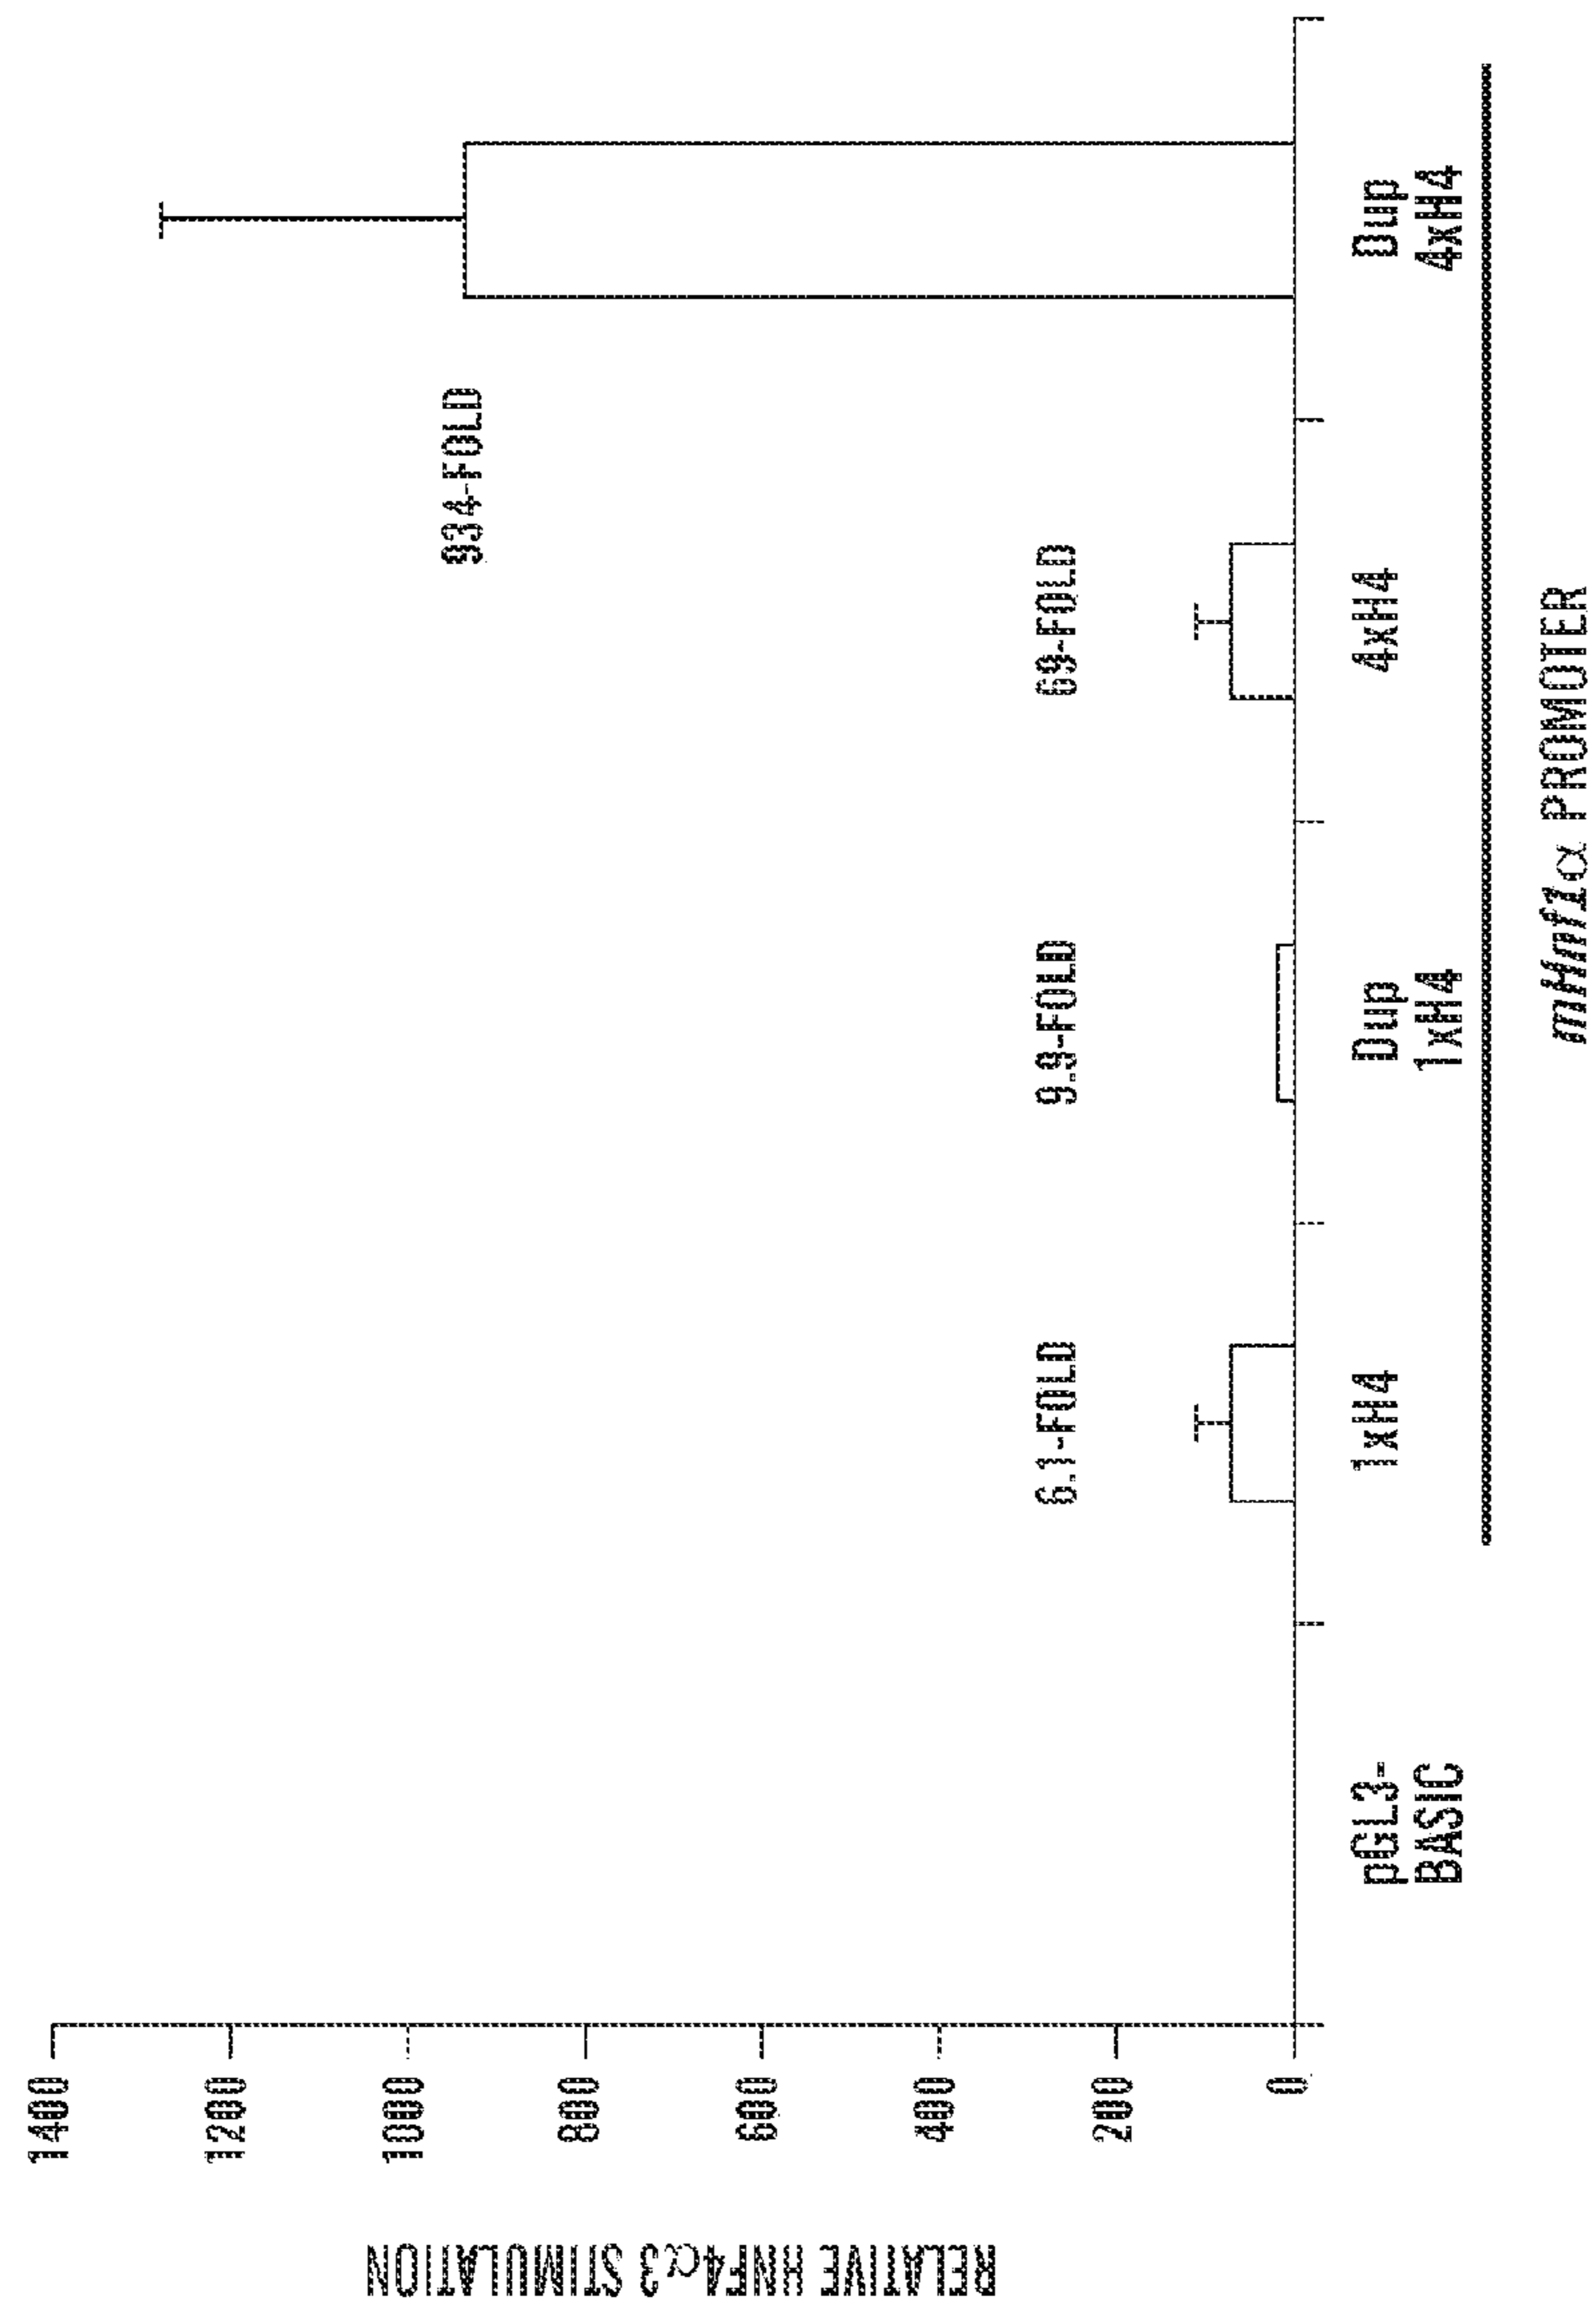 RELATIVE HNF4α3 STIMULATION
1400
1200
1000
800
600
400
200
0
6.1-FOLD
9.9-FOLD
69-FOLD
934-FOLD
pGL3-
BASIC
1xH4
Dup
1xH4
4xH4
Dup
4xH4
mHnf1α PROMOTER